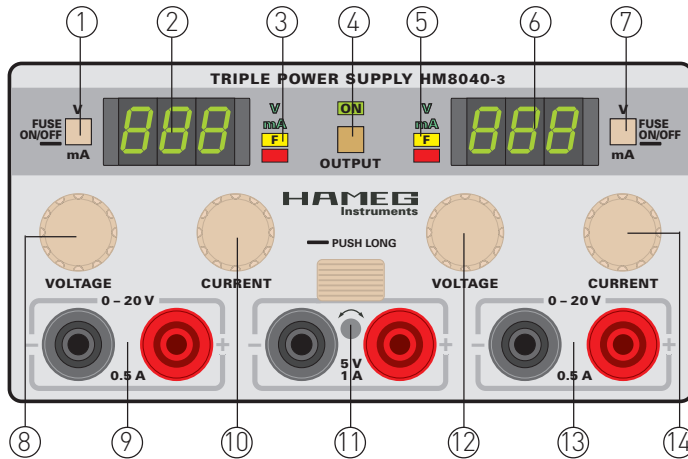 1 2 3 4 5 6 7
TRIPLE POWER SUPPLY HM8040-3
V V ON V V
FUSE ON/OFF 888 mA mA 888 FUSE ON/OFF
mA F OUTPUT F mA
HAMEG
Instruments
PUSH LONG
VOLTAGE CURRENT VOLTAGE CURRENT
0 – 20 V 0 – 20 V
− + − + − +
5 V
0.5 A 1 A 0.5 A
8 9 10 11 12 13 14